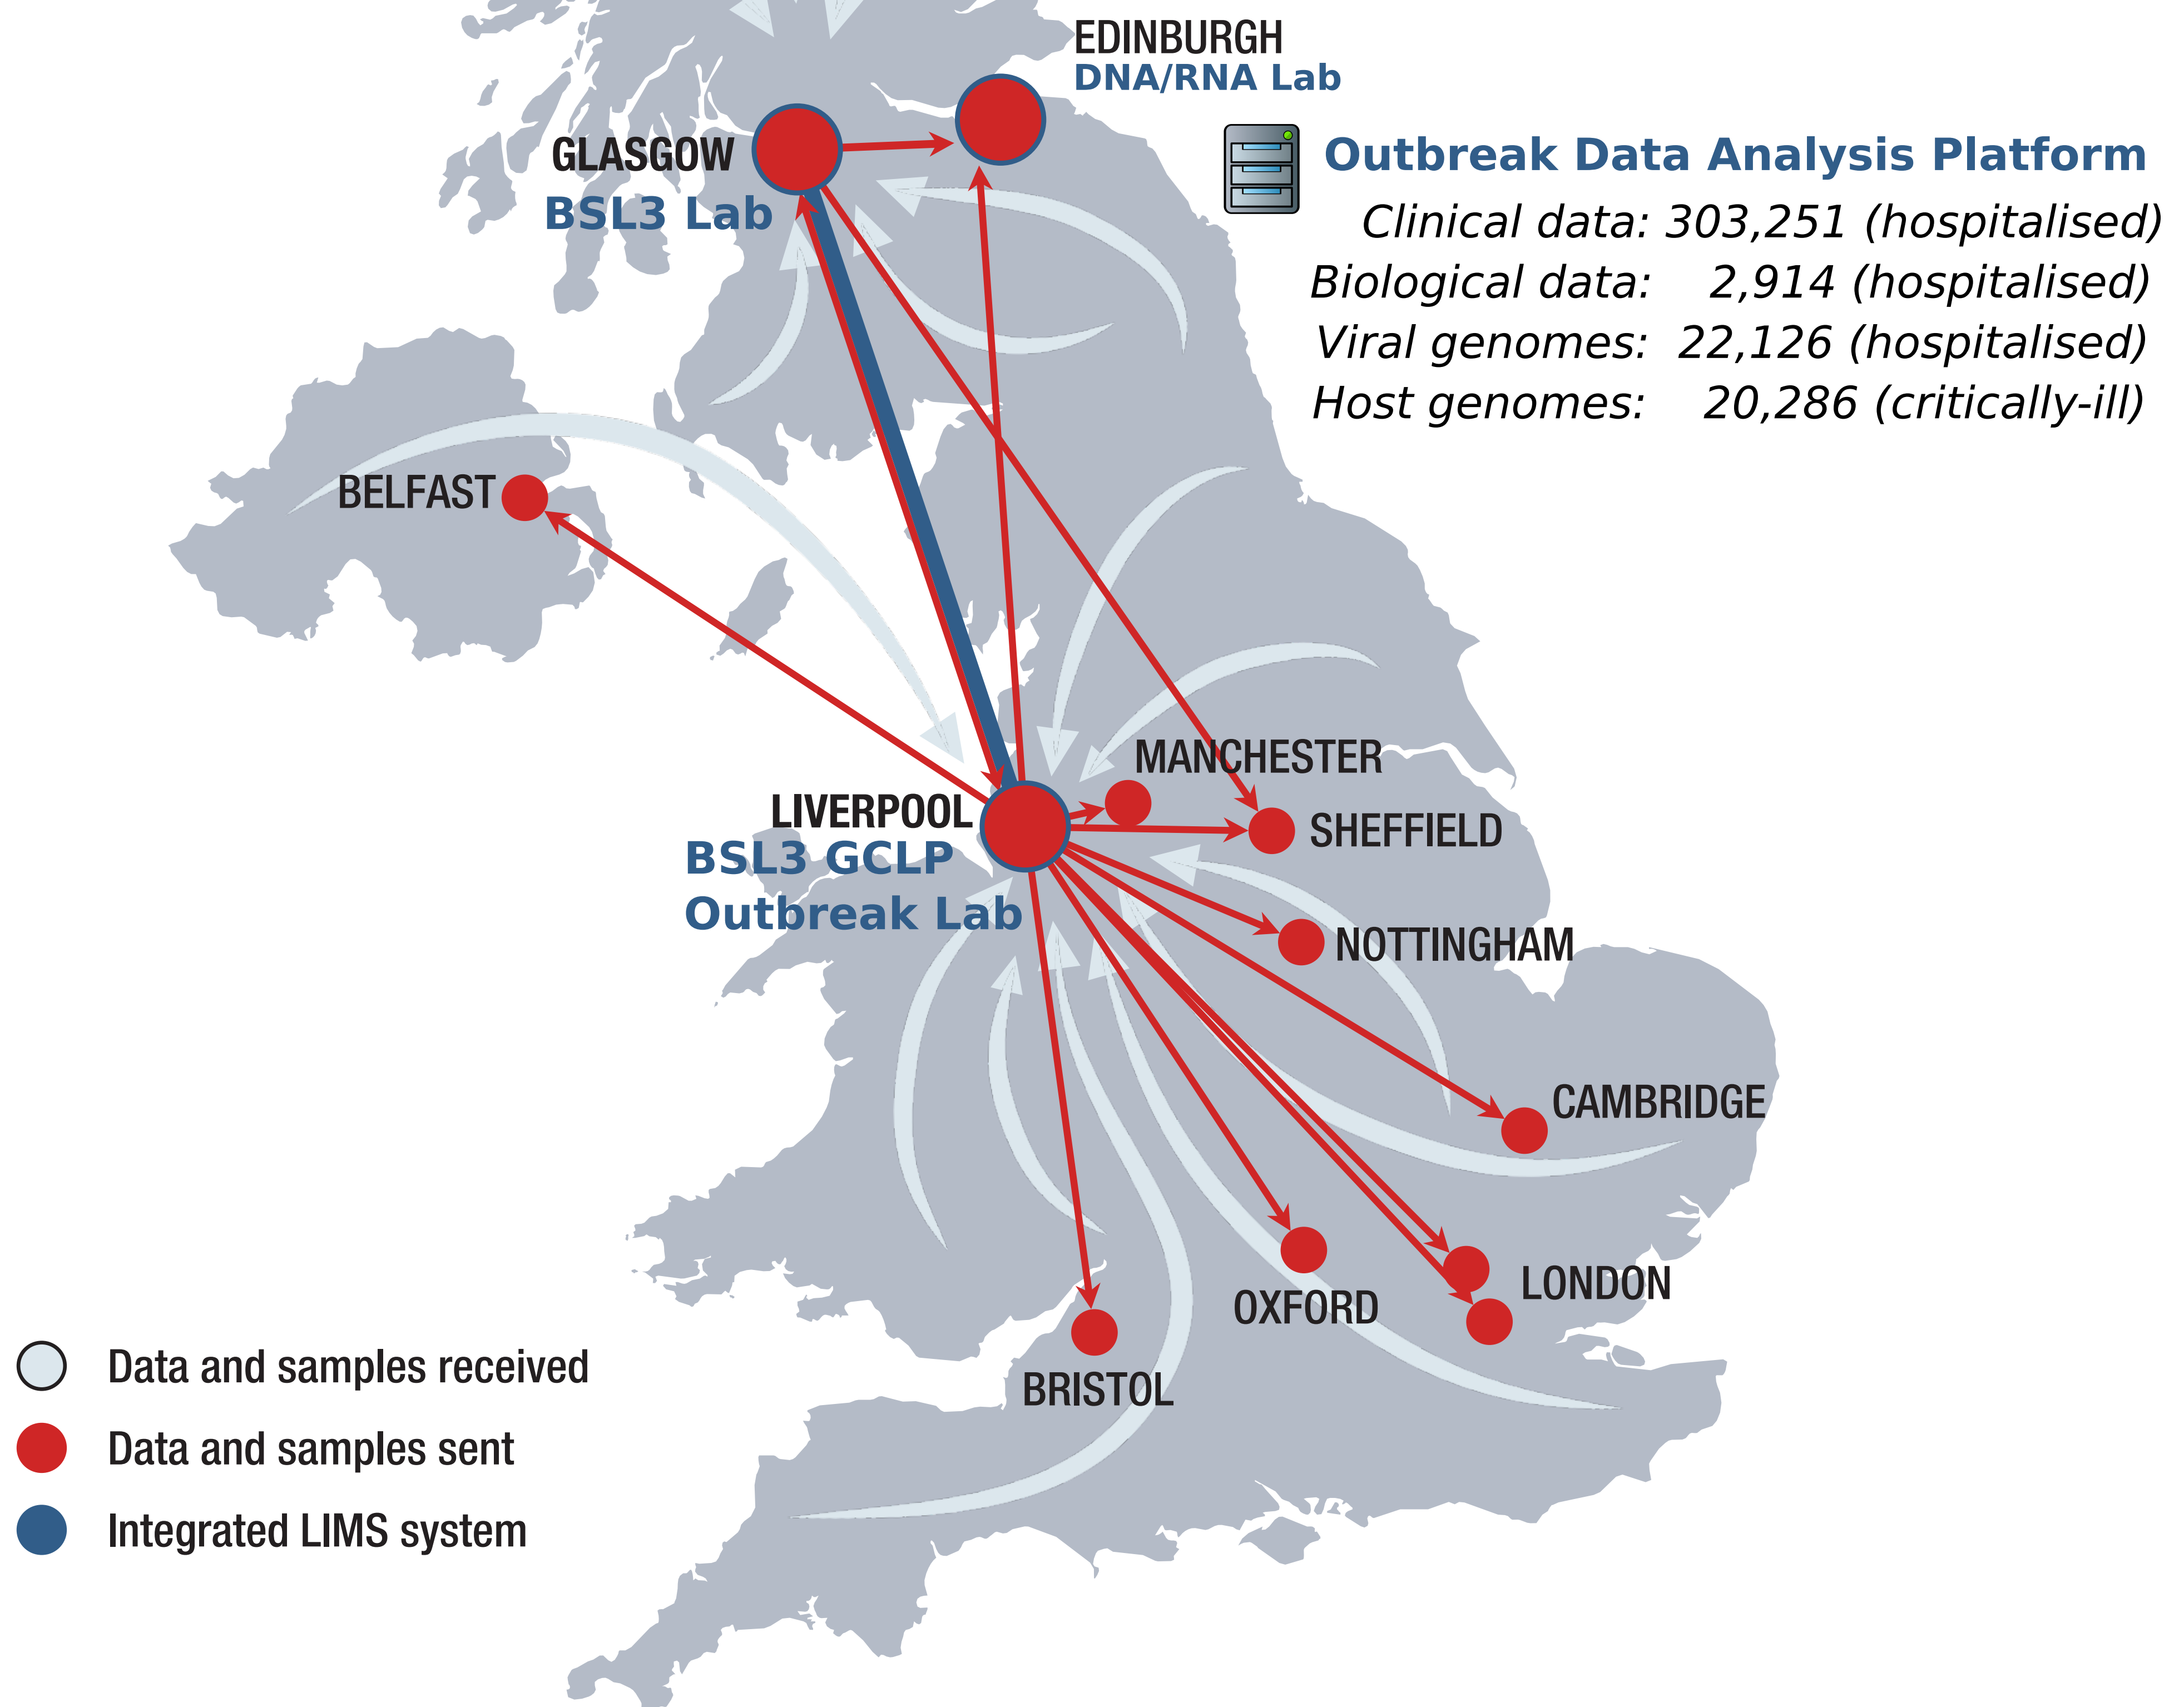 EDINBURGH
DNA/RNA Lab
GLASGOW
BSL3 Lab
Outbreak Data Analysis Platform
Clinical data: 303,251 (hospitalised)
Biological data: 2,914 (hospitalised)
Viral genomes: 22,126 (hospitalised)
Host genomes: 20,286 (critically-ill)
BELFAST
MANCHESTER
LIVERPOOL
BSL3 GCLP
Outbreak Lab
SHEFFIELD
NOTTINGHAM
CAMBRIDGE
LONDON
OXFORD
BRISTOL
Data and samples received
Data and samples sent
Integrated LIMS system